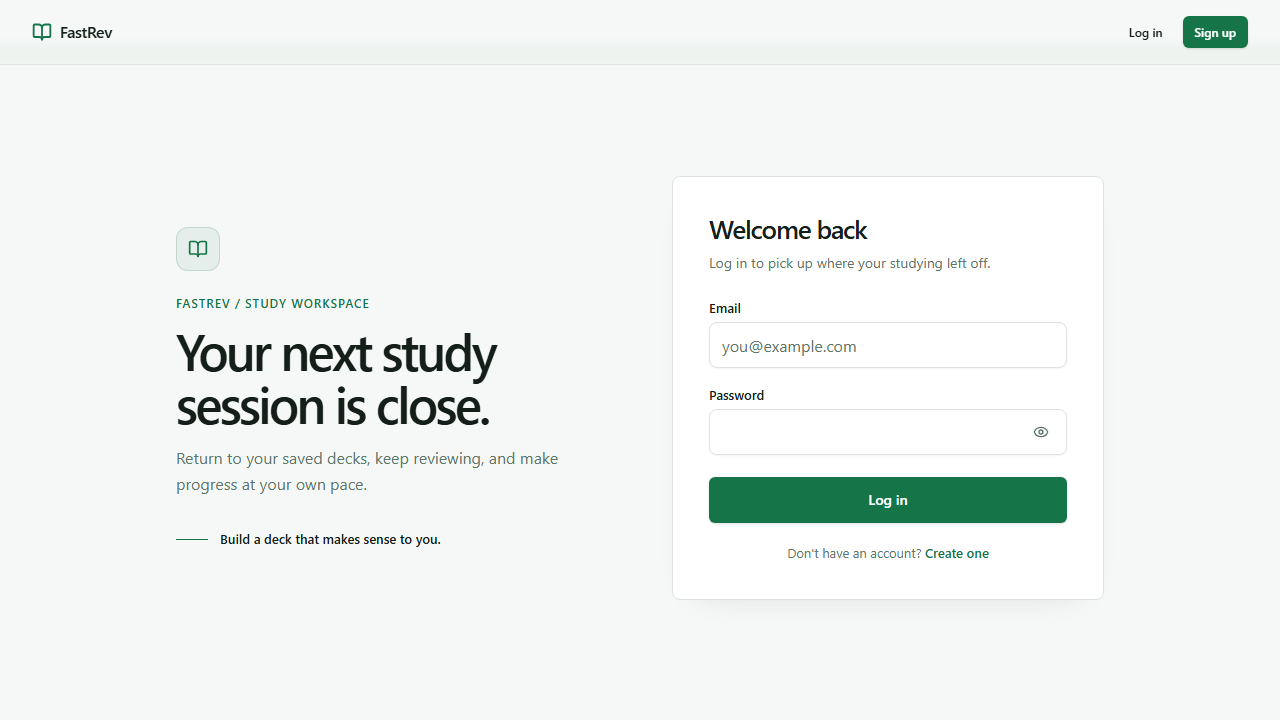 FastRev
Log in
Sign up
FASTREV / STUDY WORKSPACE
Your next study
session is close.
Return to your saved decks, keep reviewing, and make
progress at your own pace.
Build a deck that makes sense to you.
Welcome back
Log in to pick up where your studying left off.
Email
you@example.com
Password
Log in
Don't have an account? Create one